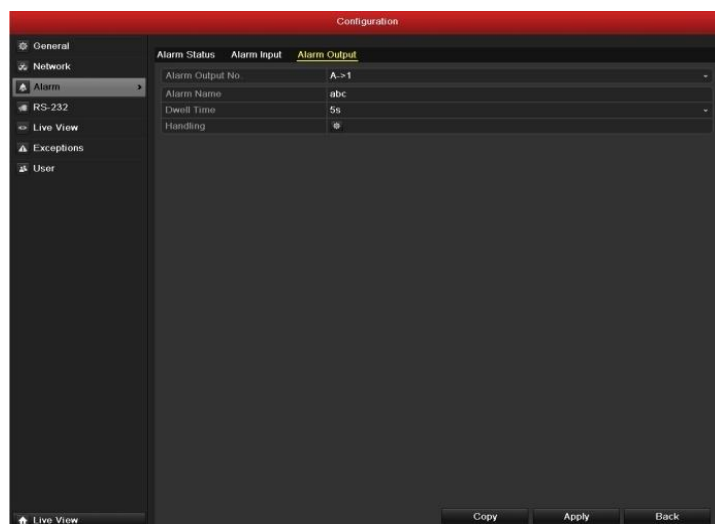 Configuration
General
Network
Alarm
RS-232
Live View
Exceptions
User
Alarm Status Alarm Input Alarm Output
Alarm Output No. A->1
Alarm Name abc
Dwell Time 5s
Handling
Live View
Copy Apply Back